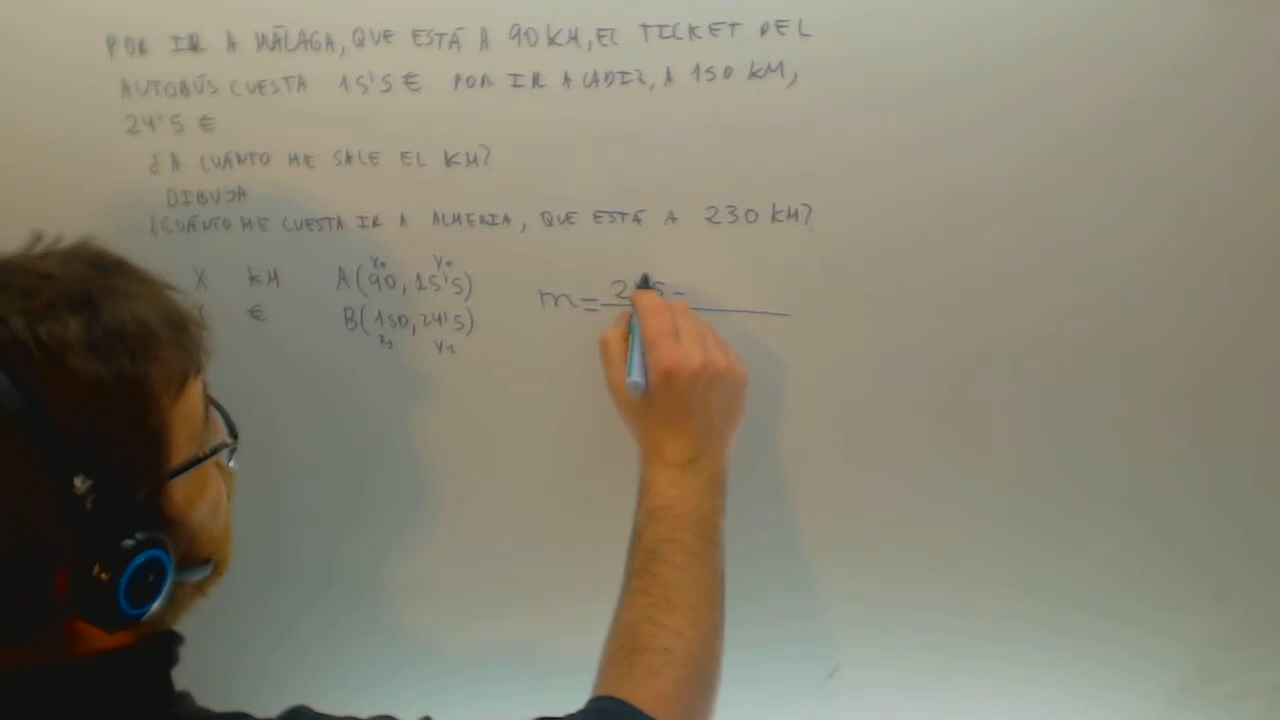 POR IR A MÁLAGA, QUE ESTÁ A 90 KM, EL TICKET DEL
AUTOBÚS CUESTA 15'5 € POR IR A CADIZ, A 150 KM,
24'5 €
¿A CUÁNTO ME SALE EL KM?
DIBUJA
¿CUÁNTO ME CUESTA IR A ALMERIA, QUE ESTÁ A 230 KM?
X KM
€
x₀ y₀
A(90, 15'5)
B(150, 24'5)
x₁ y₁
m =